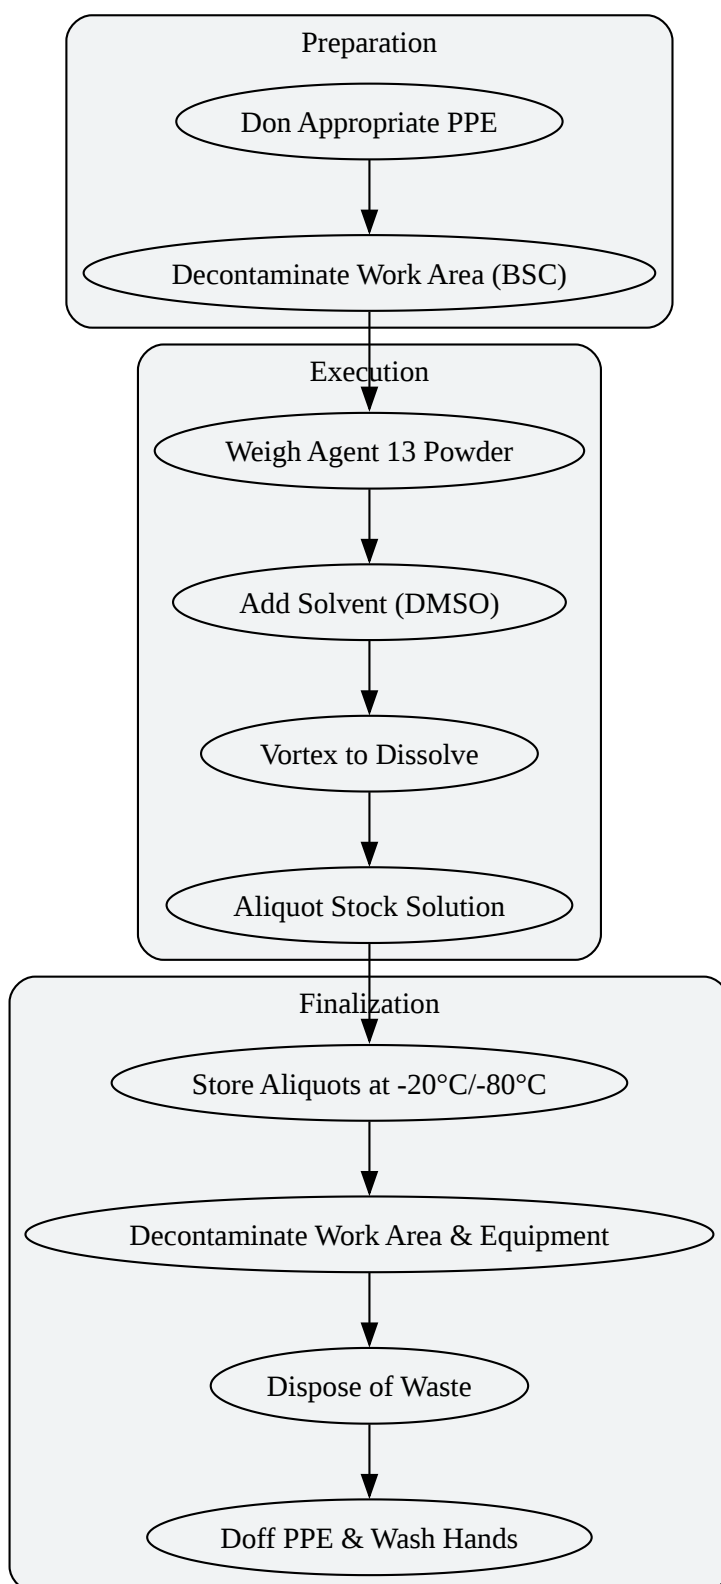 Preparation
Don Appropriate PPE
Decontaminate Work Area (BSC)
Execution
Weigh Agent 13 Powder
Add Solvent (DMSO)
Vortex to Dissolve
Aliquot Stock Solution
Finalization
Store Aliquots at -20°C/-80°C
Decontaminate Work Area & Equipment
Dispose of Waste
Doff PPE & Wash Hands